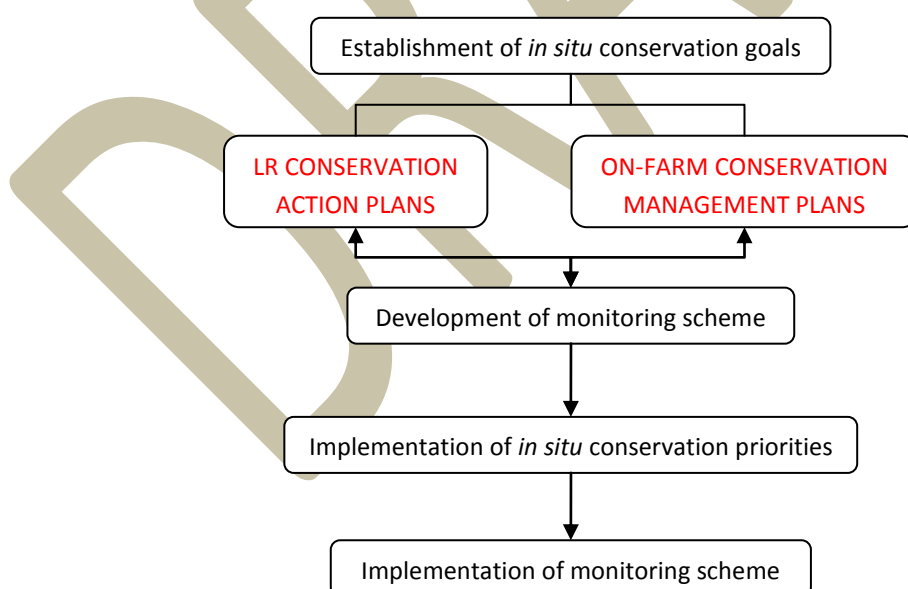 Establishment of in situ conservation goals
LR CONSERVATION
ACTION PLANS
ON-FARM CONSERVATION
MANAGEMENT PLANS
Development of monitoring scheme
Implementation of in situ conservation priorities
Implementation of monitoring scheme